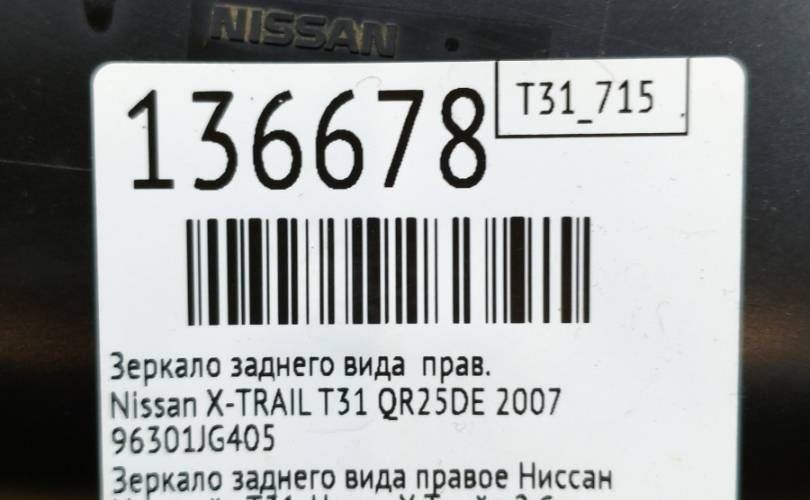 NISSAN
136678
T31_715
Зеркало заднего вида прав.
Nissan X-TRAIL T31 QR25DE 2007
96301JG405
Зеркало заднего вида правое Ниссан